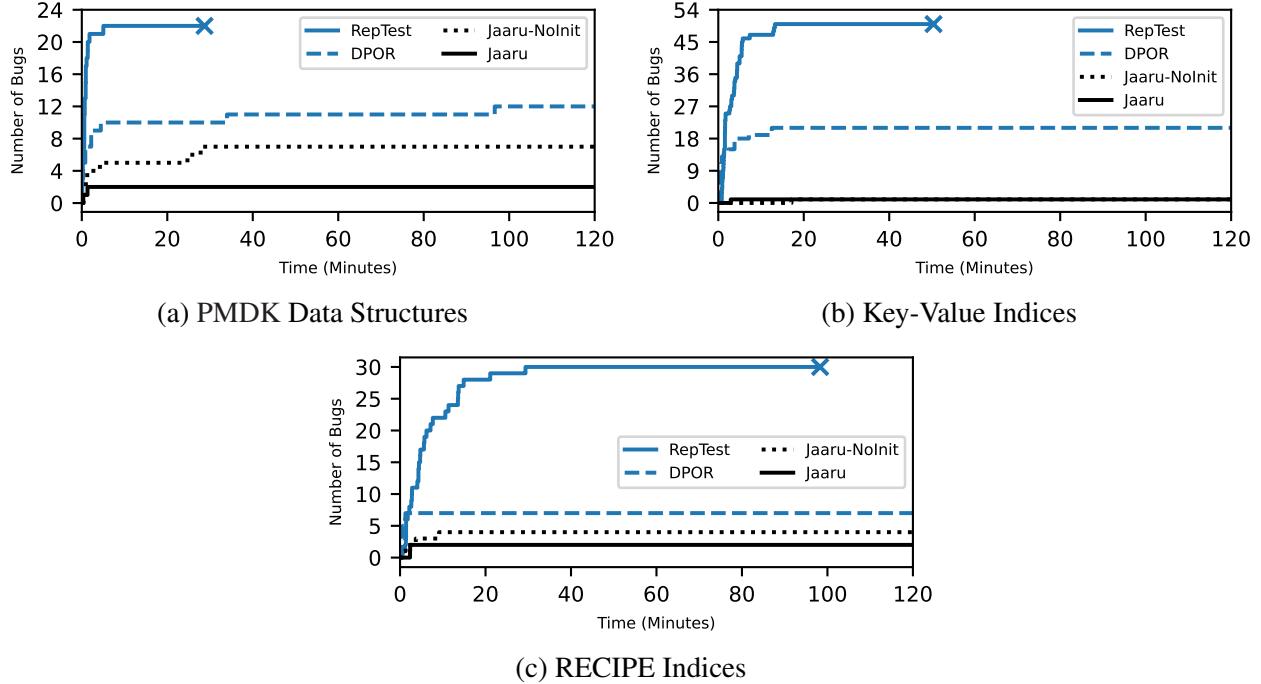 24
20
16
12
8
4
0
Number of Bugs
RepTest
DPOR
Jaaru-NoInit
Jaaru
0 20 40 60 80 100 120
Time (Minutes)
(a) PMDK Data Structures
54
45
36
27
18
9
0
Number of Bugs
RepTest
DPOR
Jaaru-NoInit
Jaaru
0 20 40 60 80 100 120
Time (Minutes)
(b) Key-Value Indices
30
25
20
15
10
5
0
Number of Bugs
RepTest
DPOR
Jaaru-NoInit
Jaaru
0 20 40 60 80 100 120
Time (Minutes)
(c) RECIPE Indices